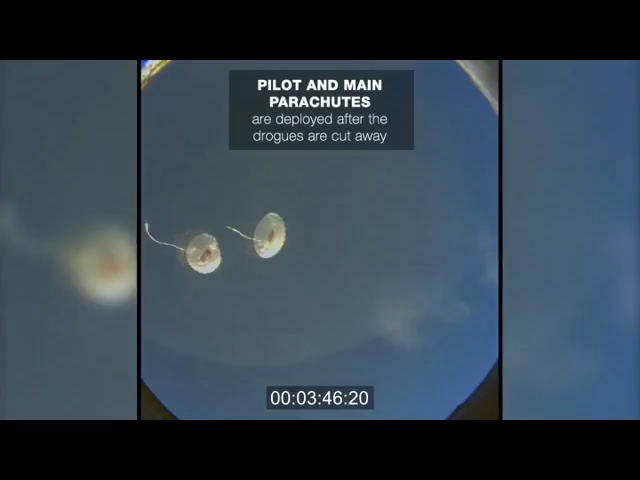 PILOT AND MAIN
PARACHUTES
are deployed after the
drogues are cut away
00:03:46:20